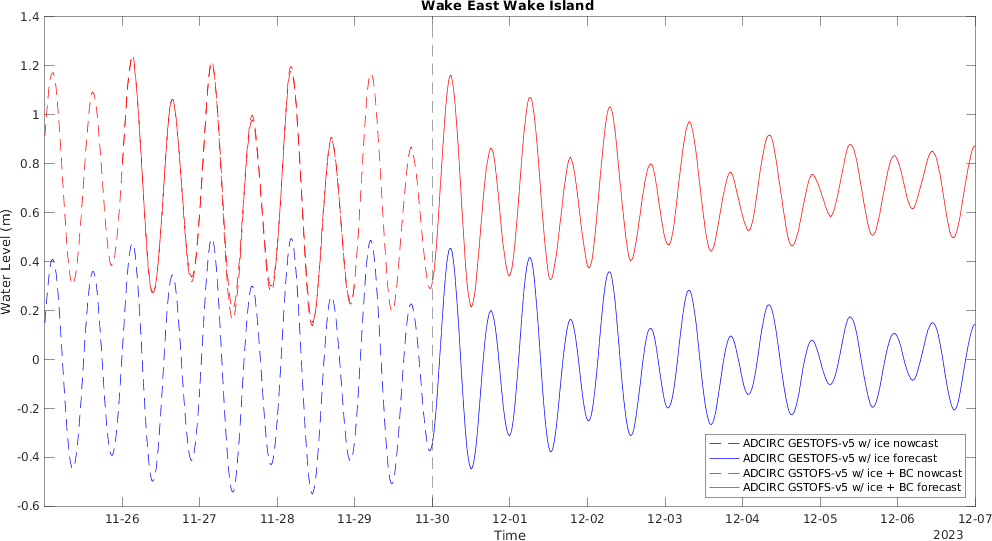 Wake East Wake Island
1.4
1.2
1
0.8
0.6
0.4
0.2
0
-0.2
-0.4
-0.6
Water Level (m)
ADCIRC GESTOFS-v5 w/ ice nowcast
ADCIRC GESTOFS-v5 w/ ice forecast
ADCIRC GSTOFS-v5 w/ ice + BC nowcast
ADCIRC GSTOFS-v5 w/ ice + BC forecast
11-26 11-27 11-28 11-29 11-30 12-01 12-02 12-03 12-04 12-05 12-06 12-07
Time
2023